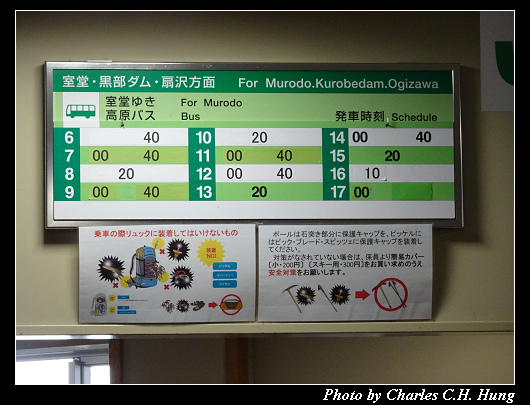 室堂・黒部ダム・扇沢方面 For Murodo.Kurobedam.Ogizawa
室堂ゆき For Murodo
高原バス Bus 発車時刻 Schedule
6 40 10 20 14 00 40
7 00 40 11 00 40 15 20
8 20 12 00 40 16 10
9 00 40 13 20 17 00
乗車の際リュックに装着してはいけないもの
装着
NG!
ポールは石突き部分に保護キャップを、ピッケルに
はピック・ブレード・スピッツェに保護キャップを装着し
てください。
対策がなされていない場合は、係員より簡易カバー
[小・200円] [スキー用・300円]をお買い求めのうえ
安全対策をお願いします。
Photo by Charles C.H. Hung